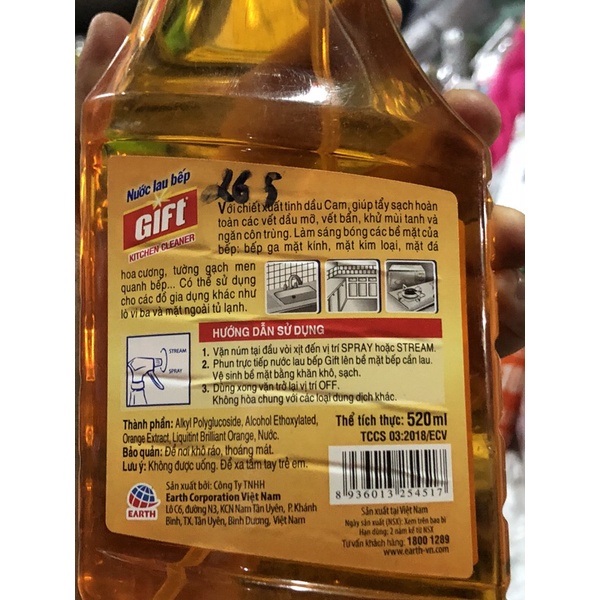 Nước lau bếp
Gift
KITCHEN CLEANER
Với chiết xuất tinh dầu Cam, giúp tẩy sạch hoàn
toàn các vết dầu mỡ, vết bẩn, khử mùi tanh và
ngăn côn trùng. Làm sáng bóng các bề mặt của
bếp: bếp ga mặt kính, mặt kim loại, mặt đá
hoa cương, tường gạch men
quanh bếp... Có thể sử dụng
cho các đồ gia dụng khác như
lò vi ba và mặt ngoài tủ lạnh.
HƯỚNG DẪN SỬ DỤNG
STREAM
SPRAY
1. Vặn núm tại đầu vòi xịt đến vị trí SPRAY hoặc STREAM.
2. Phun trực tiếp nước lau bếp Gift lên bề mặt bếp cần lau.
Vệ sinh bề mặt bằng khăn khô, sạch.
3. Dùng xong vặn trở lại vị trí OFF.
Không hòa chung với các loại dung dịch khác.
Thành phần: Alkyl Polyglucoside, Alcohol Ethoxylated,
Orange Extract, Liquitint Brilliant Orange, Nước.
Bảo quản: Để nơi khô ráo, thoáng mát.
Lưu ý: Không được uống. Để xa tầm tay trẻ em.
Thể tích thực: 520ml
TCCS 03:2018/ECV
EARTH
Sản xuất bởi: Công Ty TNHH
Earth Corporation Việt Nam
Lô C6, đường N3, KCN.Nam Tân Uyên, P. Khánh
Bình, TX. Tân Uyên, Bình Dương, Việt Nam
8 936013 254517
Sản xuất tại Việt Nam
Ngày sản xuất (NSX): Xem trên bao bì
Hạn dùng: 2 năm kể từ NSX
Tư vấn khách hàng: 1800 1289
www.earth-vn.com